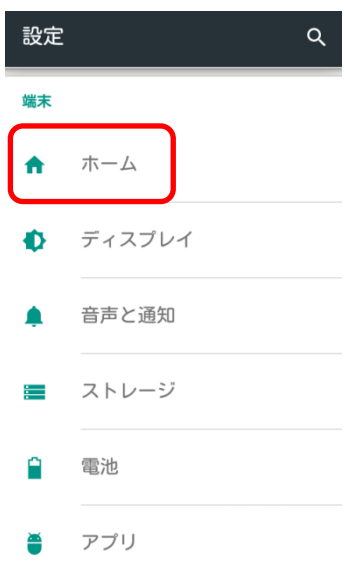 設定
端末
ホーム
ディスプレイ
音声と通知
ストレージ
電池
アプリ